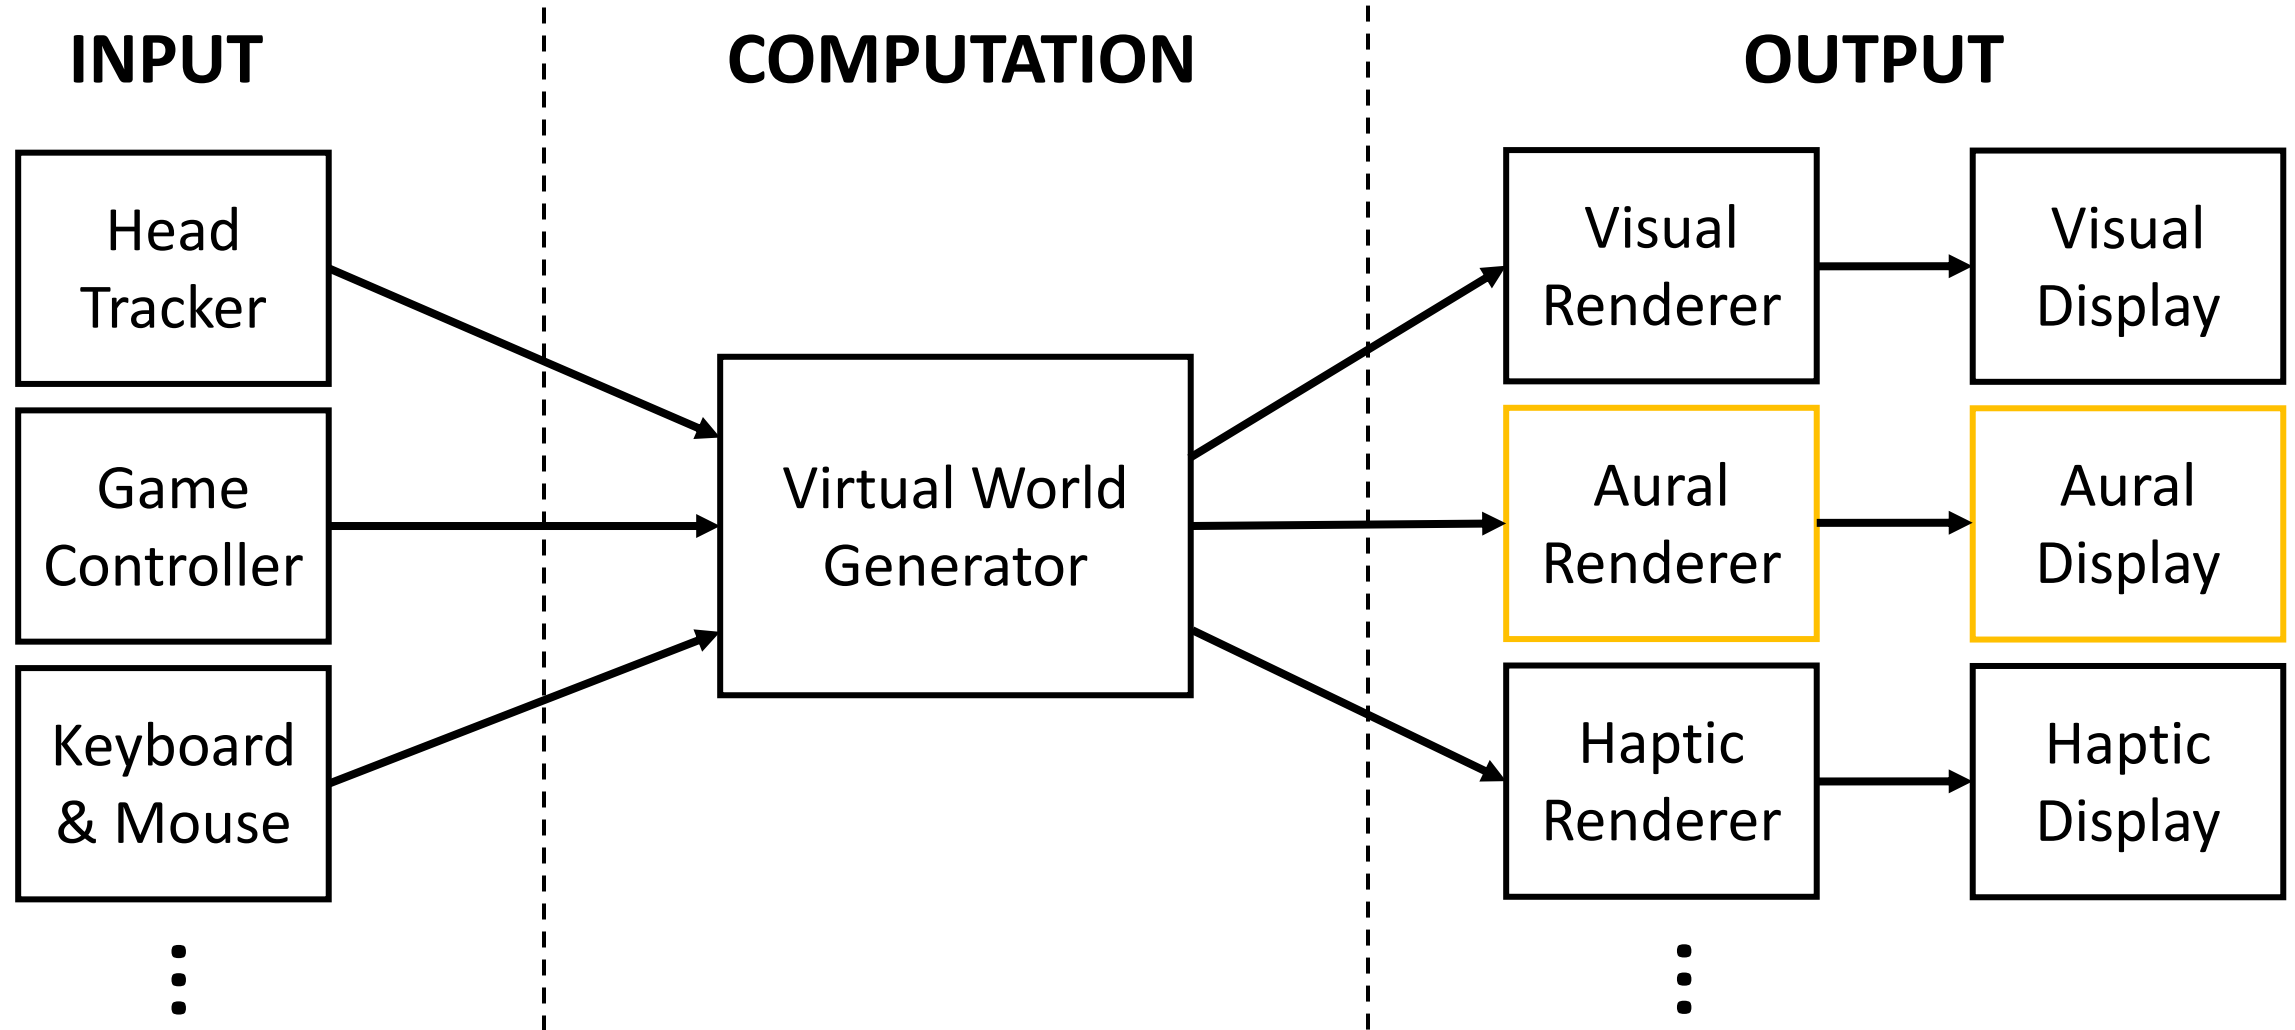 INPUT
COMPUTATION
OUTPUT
Head
Tracker
Game
Controller
Keyboard
& Mouse
Virtual World
Generator
Visual
Renderer
Visual
Display
Aural
Renderer
Aural
Display
Haptic
Renderer
Haptic
Display